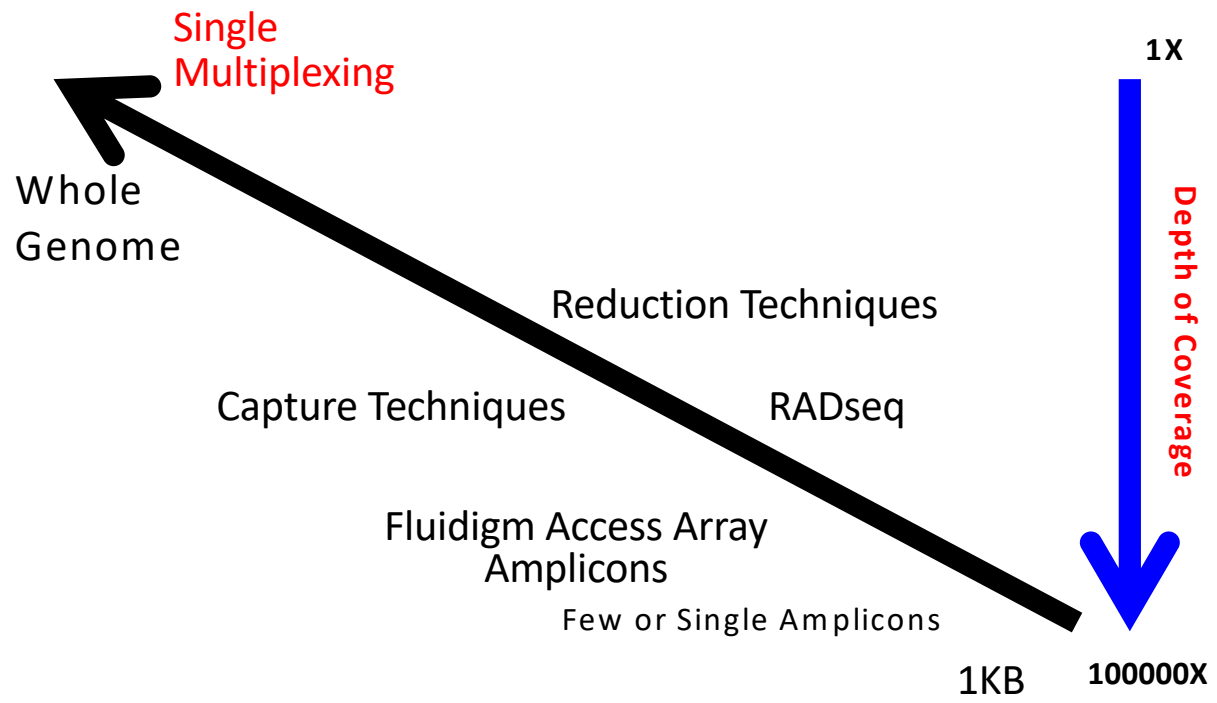 Single
Multiplexing
1X
Whole
Genome
Depth of Coverage
Reduction Techniques
Capture Techniques
RADseq
Fluidigm Access Array
Amplicons
Few or Single Amplicons
1KB
100000X